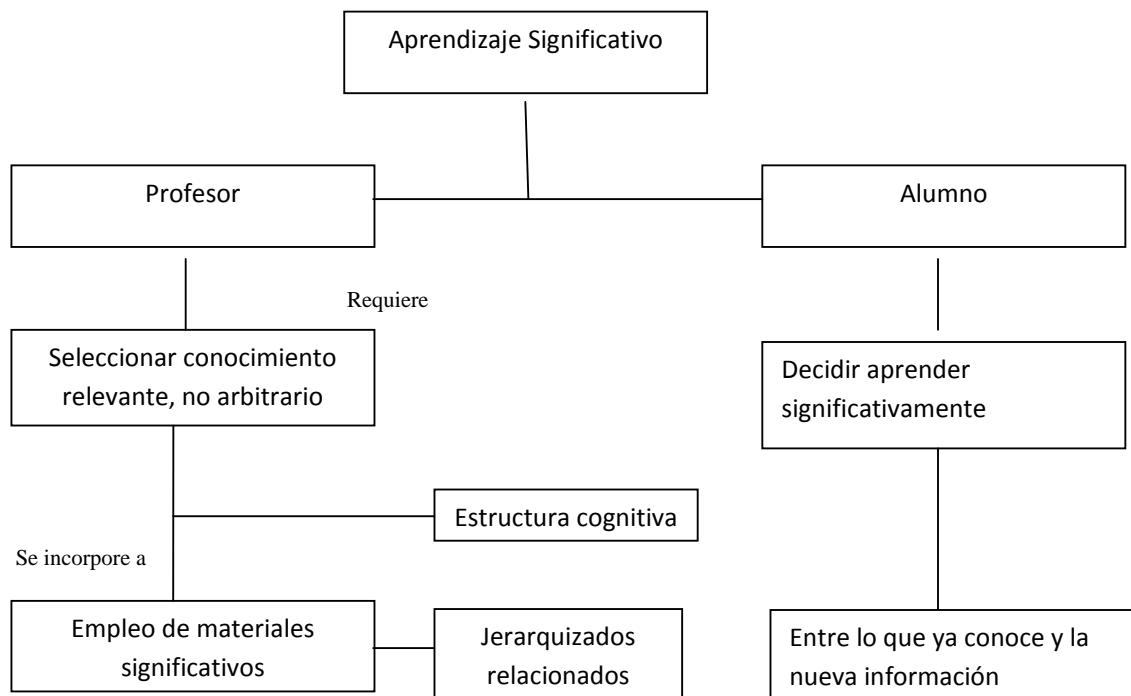 Aprendizaje Significativo
Profesor
Alumno
Requiere
Seleccionar conocimiento
relevante, no arbitrario
Decidir aprender
significativamente
Estructura cognitiva
Se incorpore a
Empleo de materiales
significativos
Jerarquizados
relacionados
Entre lo que ya conoce y la
nueva información